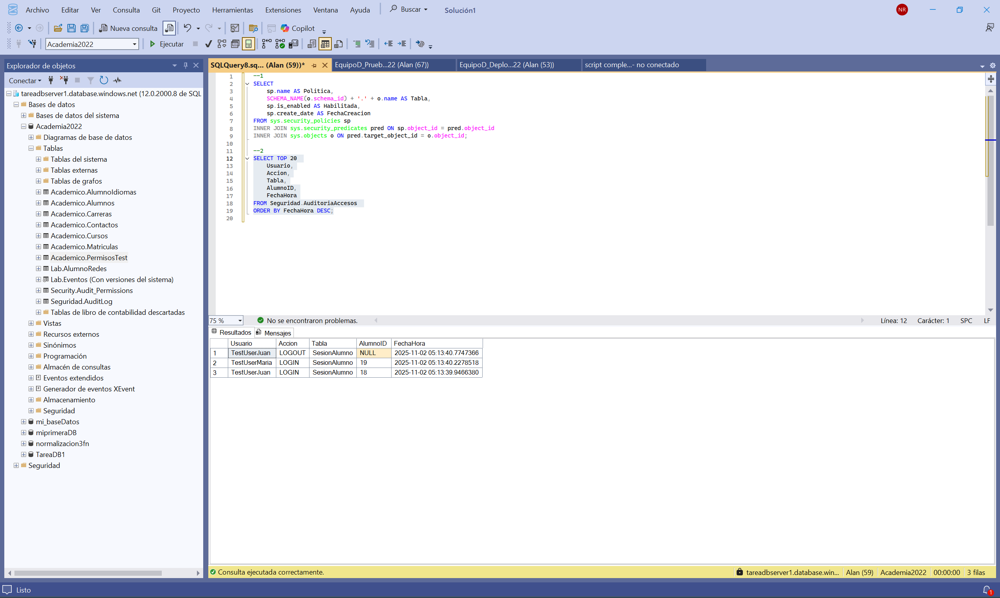 Archivo Editar Ver Consulta Git Proyecto Herramientas Extensiones Ventana Ayuda Buscar Solución1 NR
Nueva consulta Copilot
Academia2022 Ejecutar
Explorador de objetos
Conectar
tareadbserver1.database.windows.net (12.0.2000.8 de SQL
Bases de datos
Bases de datos del sistema
Academia2022
Diagramas de base de datos
Tablas
Tablas del sistema
Tablas externas
Tablas de grafos
Academico.AlumnoIdiomas
Academico.Alumnos
Academico.Carreras
Academico.Contactos
Academico.Cursos
Academico.Matriculas
Academico.PermisosTest
Lab.AlumnoRedes
Lab.Eventos (Con versiones del sistema)
Security.Audit_Permissions
Seguridad.AuditLog
Tablas de libro de contabilidad descartadas
Vistas
Recursos externos
Sinónimos
Programación
Almacén de consultas
Eventos extendidos
Generador de eventos XEvent
Almacenamiento
Seguridad
mi_baseDatos
miprimeraDB
normalizacion3fn
TareaDB1
Seguridad
SQLQuery8.sq... (Alan (59))* EquipoD_Prueb...22 (Alan (67)) EquipoD_Deplo...22 (Alan (53)) script comple...- no conectado
1 --1
2 SELECT
3 sp.name AS Politica,
4 SCHEMA_NAME(o.schema_id) + '.' + o.name AS Tabla,
5 sp.is_enabled AS Habilitada,
6 sp.create_date AS FechaCreacion
7 FROM sys.security_policies sp
8 INNER JOIN sys.security_predicates pred ON sp.object_id = pred.object_id
9 INNER JOIN sys.objects o ON pred.target_object_id = o.object_id;
10
11 --2
12 SELECT TOP 20
13 Usuario,
14 Accion,
15 Tabla,
16 AlumnoID,
17 FechaHora
18 FROM Seguridad.AuditoriaAccesos
19 ORDER BY FechaHora DESC;
20
75 % No se encontraron problemas. Línea: 12 Carácter: 1 SPC LF
Resultados Mensajes
Usuario Accion Tabla AlumnoID FechaHora
1 TestUserJuan LOGOUT SesionAlumno NULL 2025-11-02 05:13:40.7747366
2 TestUserMaria LOGIN SesionAlumno 19 2025-11-02 05:13:40.2278518
3 TestUserJuan LOGIN SesionAlumno 18 2025-11-02 05:13:39.9466380
Consulta ejecutada correctamente. tareadbserver1.database.win... Alan (59) Academia2022 00:00:00 3 filas
Listo 1